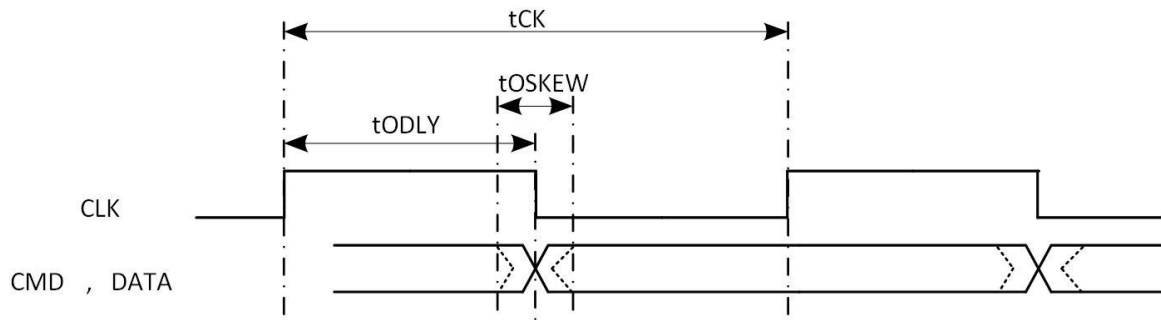 tCK
tOSKEW
tODLY
CLK
CMD , DATA